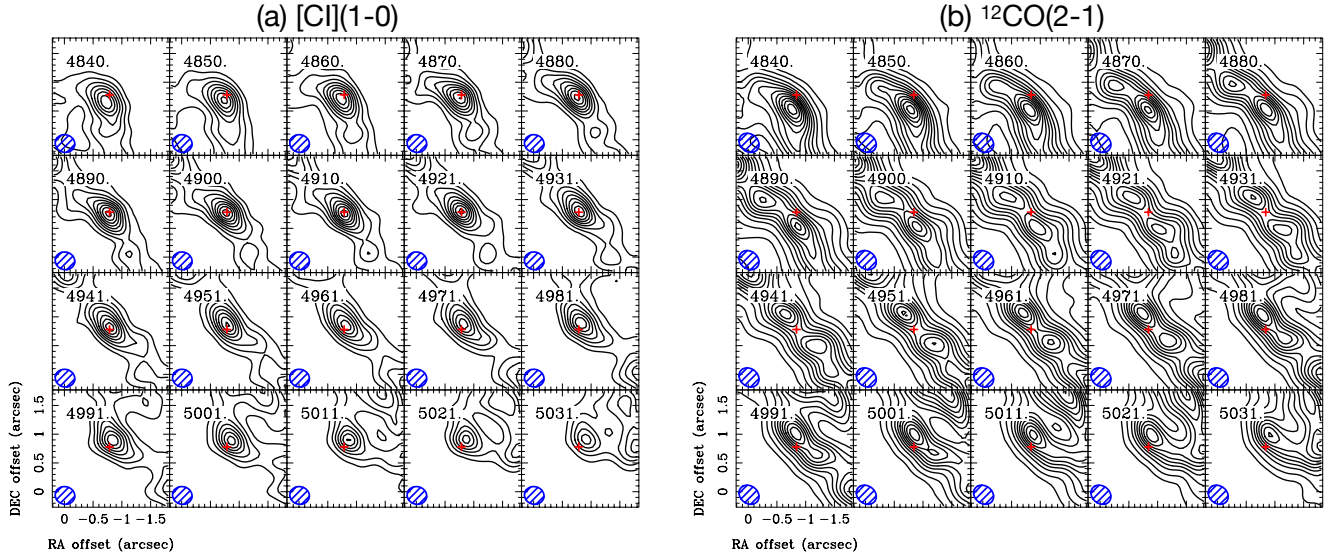 (a) [CI](1-0)
(b) ¹²CO(2-1)
4840. 4850. 4860. 4870. 4880.
4840. 4850. 4860. 4870. 4880.
4890. 4900. 4910. 4921. 4931.
4890. 4900. 4910. 4921. 4931.
4941. 4951. 4961. 4971. 4981.
4941. 4951. 4961. 4971. 4981.
4991. 5001. 5011. 5021. 5031.
4991. 5001. 5011. 5021. 5031.
DEC offset (arcsec)
1.5
1
0.5
0
0 −0.5 −1 −1.5
RA offset (arcsec)
DEC offset (arcsec)
1.5
1
0.5
0
0 −0.5 −1 −1.5
RA offset (arcsec)